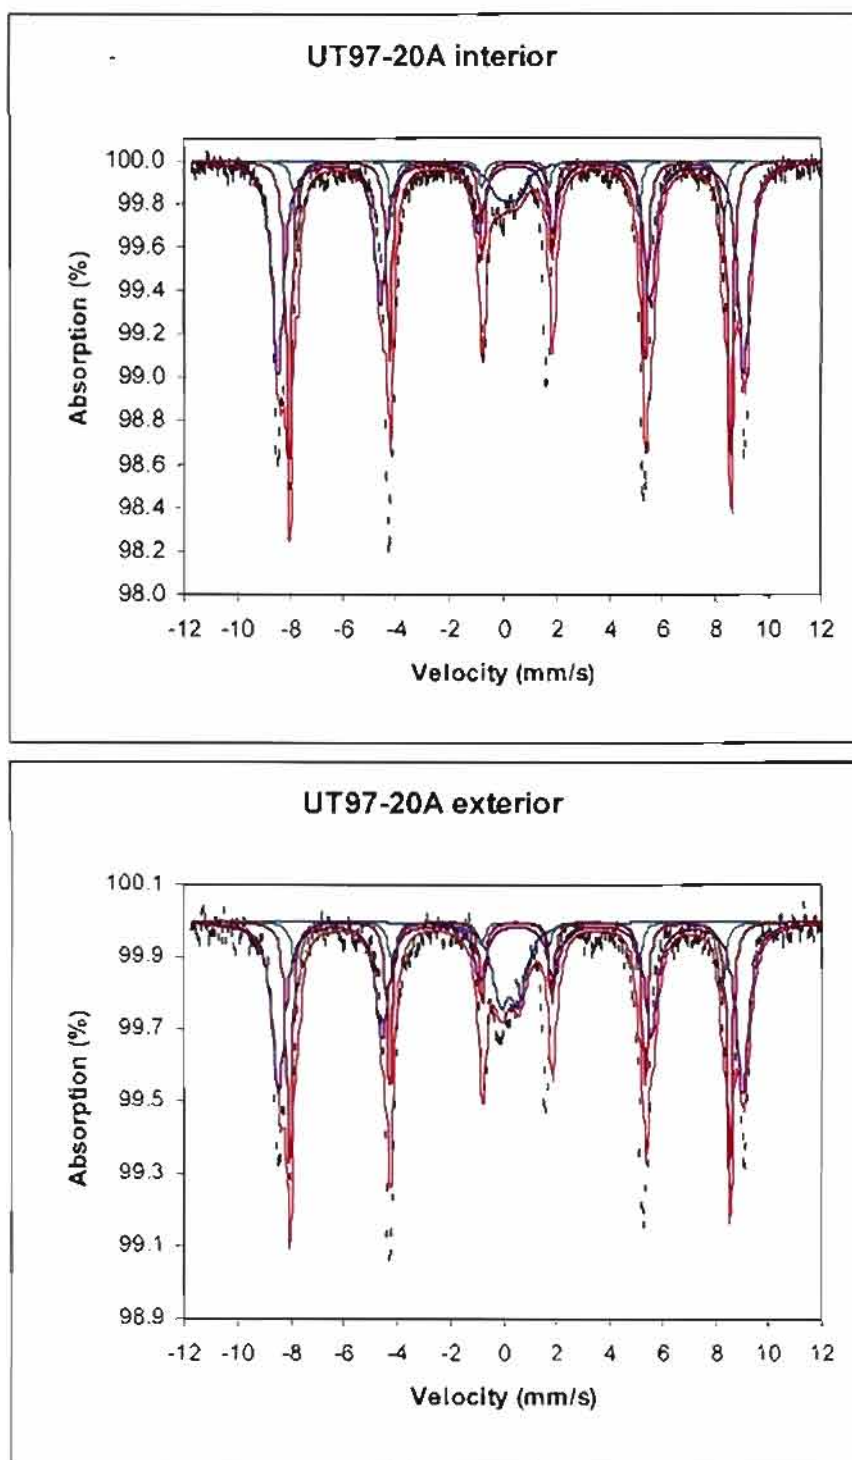 UT97-20A interior
100.0
99.8
99.6
99.4
99.2
99.0
98.8
98.6
98.4
98.2
98.0
-12 -10 -8 -6 -4 -2 0 2 4 6 8 10 12
Absorption (%)
Velocity (mm/s)
UT97-20A exterior
100.1
99.9
99.7
99.5
99.3
99.1
98.9
-12 -10 -8 -6 -4 -2 0 2 4 6 8 10 12
Absorption (%)
Velocity (mm/s)